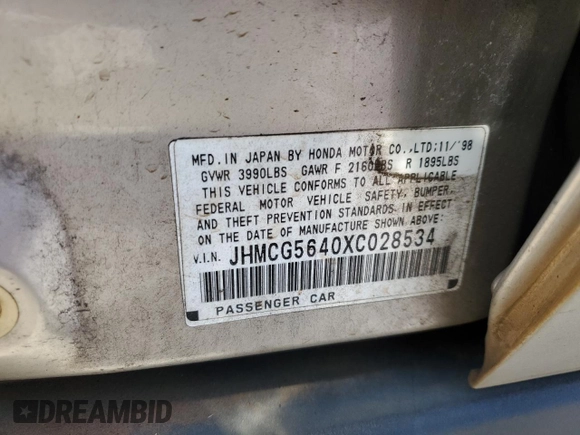 MFD.IN JAPAN BY HONDA MOTOR CO.,LTD:11/'98
GVWR 3990LBS GAWR F 2160LBS R 1895LBS
THIS VEHICLE CONFORMS TO ALL APPLICABLE
FEDERAL MOTOR VEHICLE SAFETY, BUMPER,
AND THEFT PREVENTION STANDARDS IN EFFECT
ON THE DATE OF MANUFACTURE SHOWN ABOVE.
V.I.N. JHMCG5640XC028534
PASSENGER CAR
DREAMBID